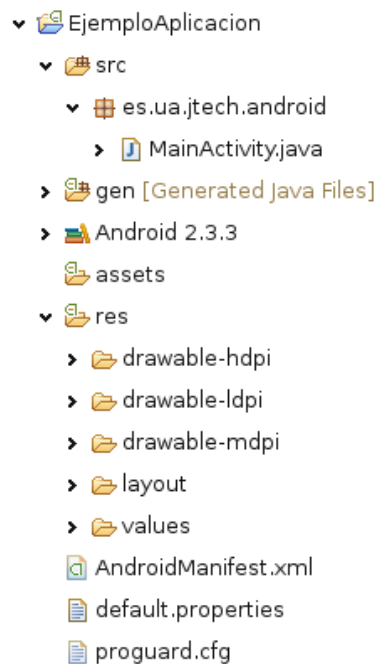 EjemploAplicacion
src
es.ua.jtech.android
MainActivity.java
gen [Generated Java Files]
Android 2.3.3
assets
res
drawable-hdpi
drawable-ldpi
drawable-mdpi
layout
values
AndroidManifest.xml
default.properties
proguard.cfg